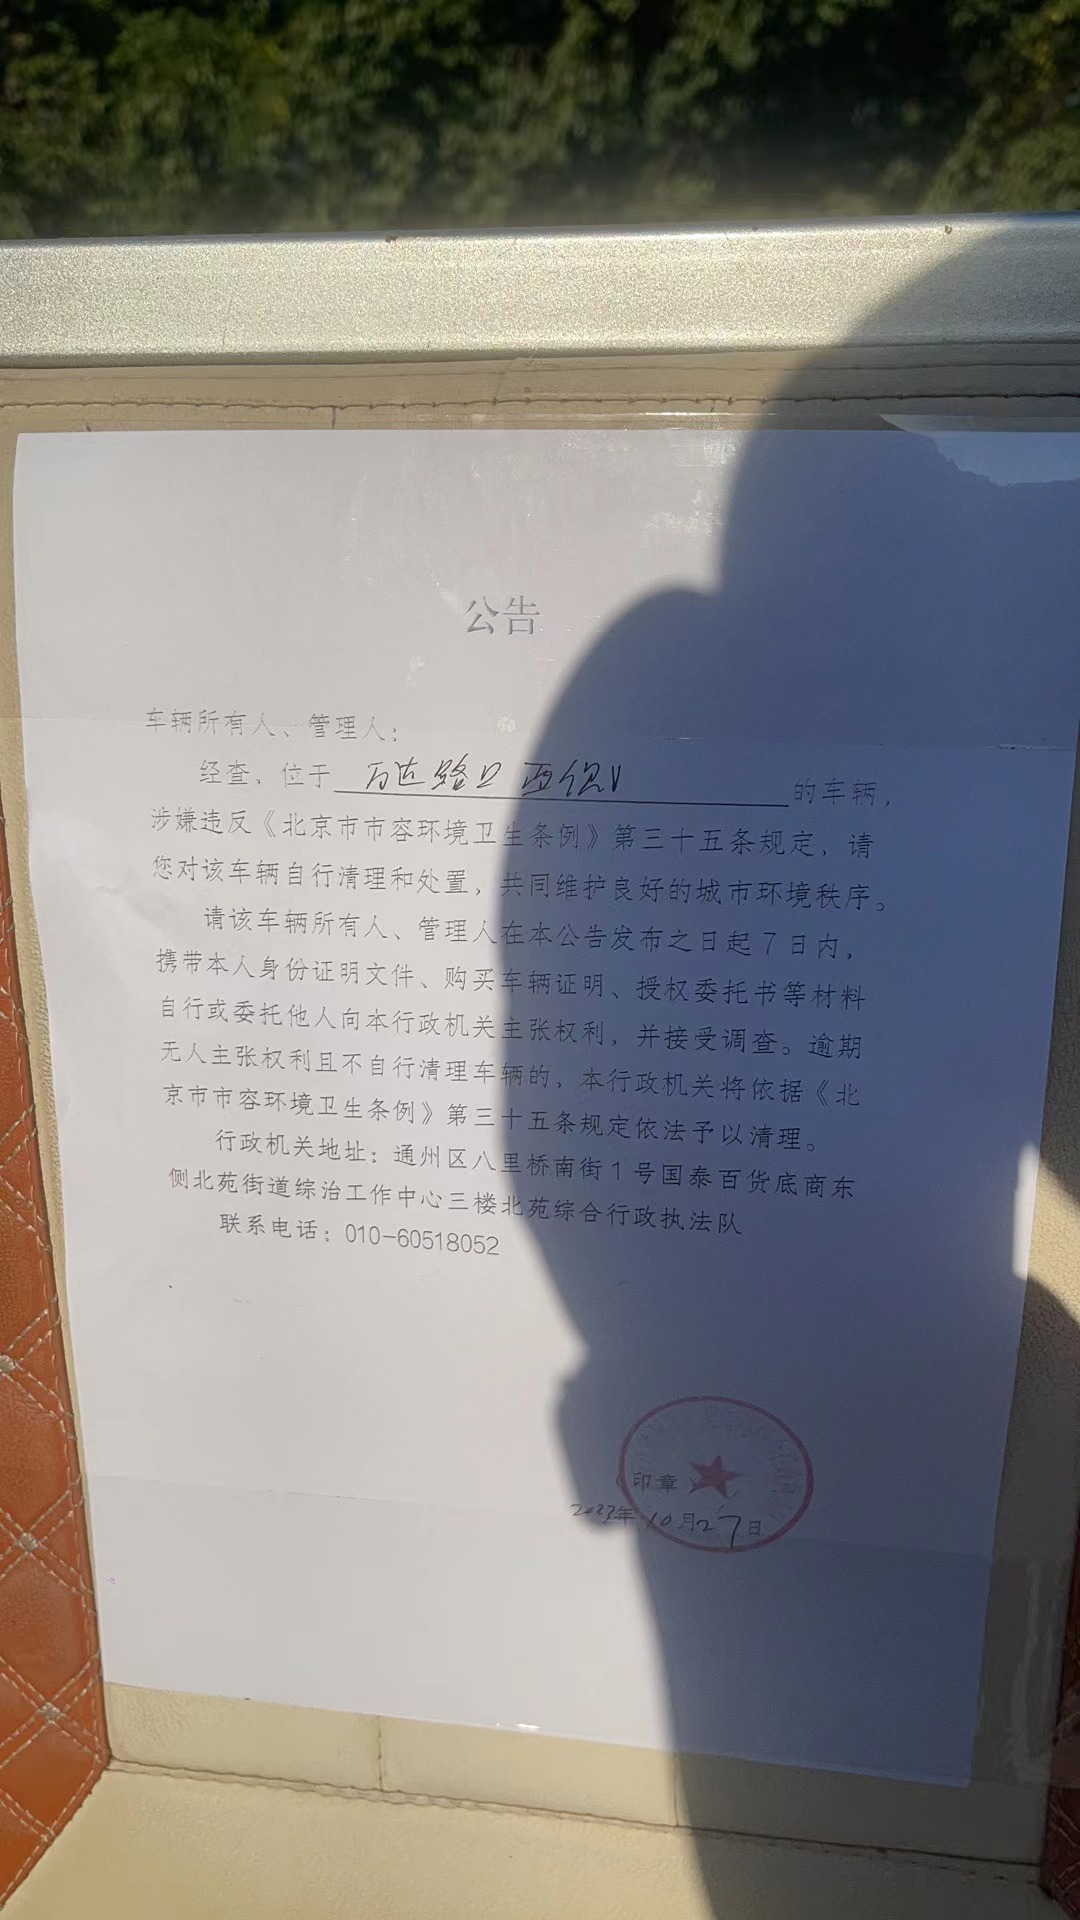 公告
车辆所有人、管理人：
经查，位于 万达路口西侧 的车辆，
涉嫌违反《北京市市容环境卫生条例》第三十五条规定，请
您对该车辆自行清理和处置，共同维护良好的城市环境秩序。
请该车辆所有人、管理人在本公告发布之日起7日内，
携带本人身份证明文件、购买车辆证明、授权委托书等材料
自行或委托他人向本行政机关主张权利，并接受调查。逾期
无人主张权利且不自行清理车辆的，本行政机关将依据《北
京市市容环境卫生条例》第三十五条规定依法予以清理。
行政机关地址：通州区八里桥南街1号国泰百货底商东
侧北苑街道综治工作中心三楼北苑综合行政执法队
联系电话：010-60518052
（印章）
2023年10月27日